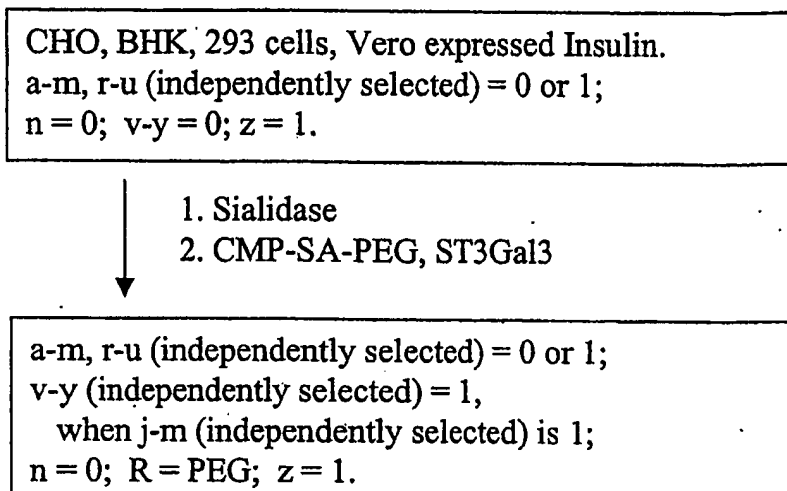 CHO, BHK, 293 cells, Vero expressed Insulin.
a-m, r-u (independently selected) = 0 or 1;
n = 0; v-y = 0; z = 1.
1. Sialidase
2. CMP-SA-PEG, ST3Gal3
a-m, r-u (independently selected) = 0 or 1;
v-y (independently selected) = 1,
when j-m (independently selected) is 1;
n = 0; R = PEG; z = 1.